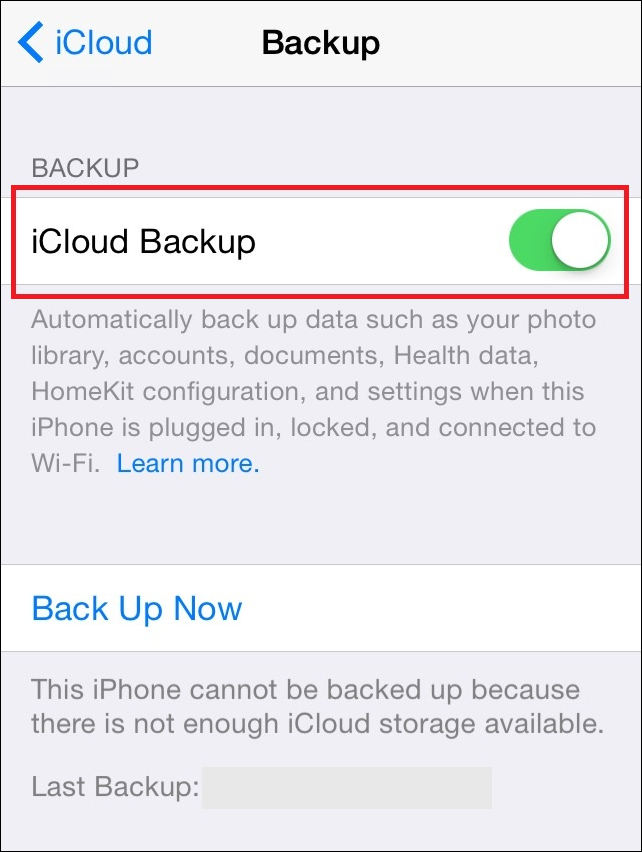 iCloud Backup
BACKUP
iCloud Backup
Automatically back up data such as your photo
library, accounts, documents, Health data,
HomeKit configuration, and settings when this
iPhone is plugged in, locked, and connected to
Wi-Fi. Learn more.
Back Up Now
This iPhone cannot be backed up because
there is not enough iCloud storage available.
Last Backup: